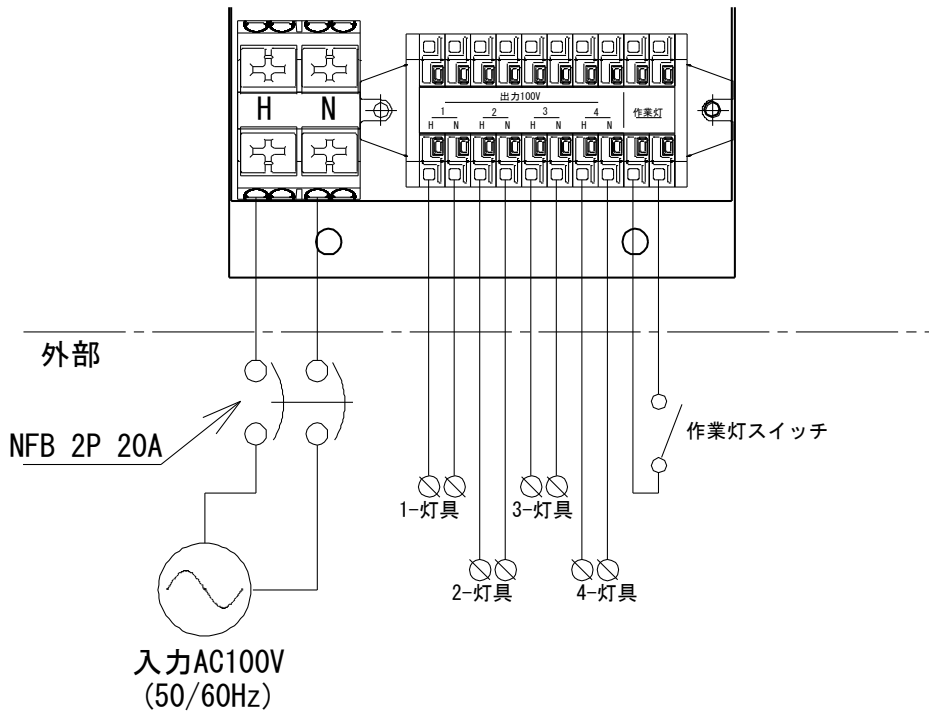 H N
出力100V
1 2 3 4 作業灯
H N H N H N H N
外部
NFB 2P 20A
作業灯スイッチ
1-灯具 3-灯具
2-灯具 4-灯具
入力AC100V
(50/60Hz)